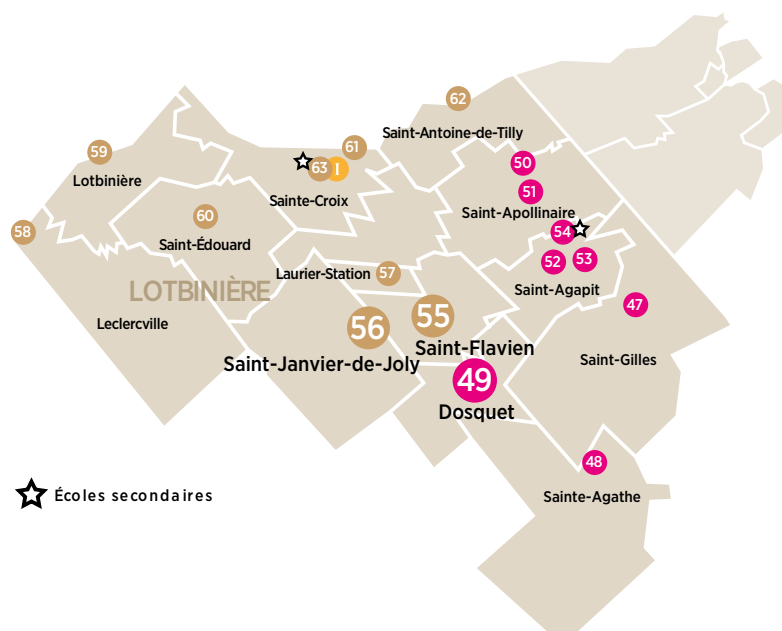 62
Saint-Antoine-de-Tilly
59
Lotbinière
61
63 I
Sainte-Croix
50
51
Saint-Apollinaire
58
60
Saint-Édouard
54
52
53
Saint-Agapit
Laurier-Station 57
LOTBINIÈRE
Leclercville
56
Saint-Janvier-de-Joly
55
Saint-Flavien
47
Saint-Gilles
49
Dosquet
48
Sainte-Agathe
Écoles secondaires